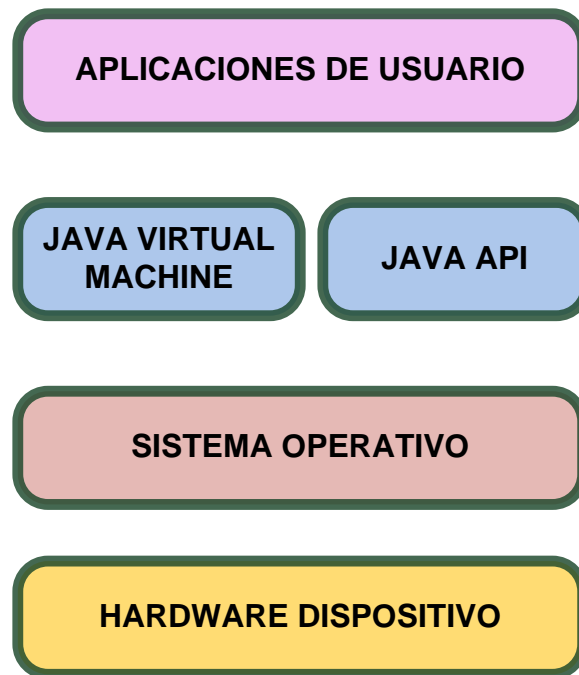 APLICACIONES DE USUARIO
JAVA VIRTUAL
MACHINE
JAVA API
SISTEMA OPERATIVO
HARDWARE DISPOSITIVO